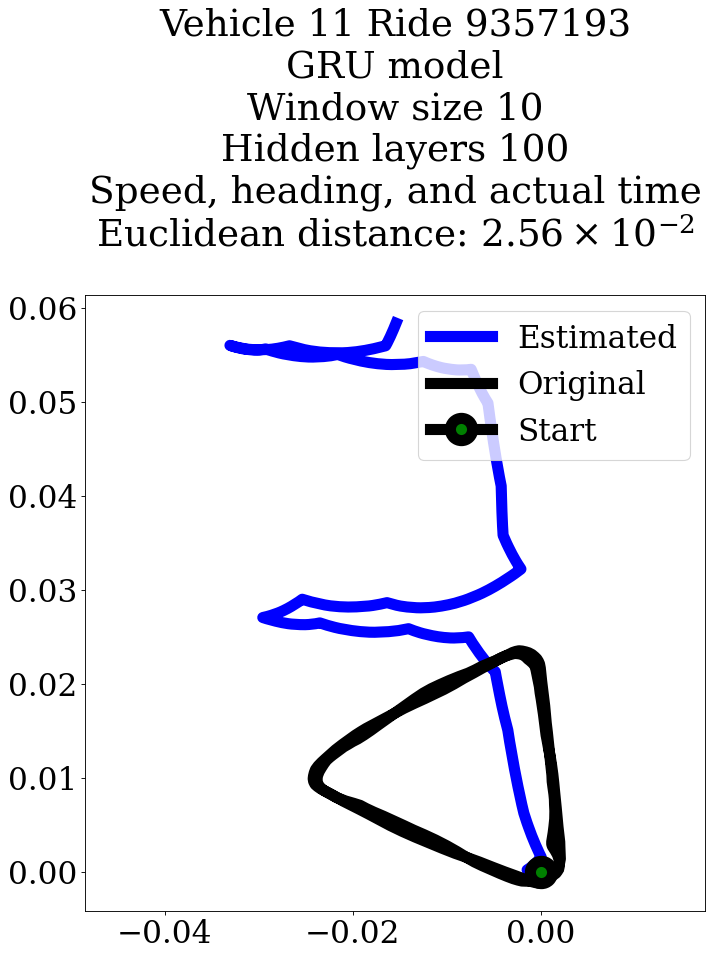 Vehicle 11 Ride 9357193
GRU model
Window size 10
Hidden layers 100
Speed, heading, and actual time
Euclidean distance: 2.56 × 10⁻²
0.06
0.05
0.04
0.03
0.02
0.01
0.00
Estimated
Original
Start
−0.04
−0.02
0.00